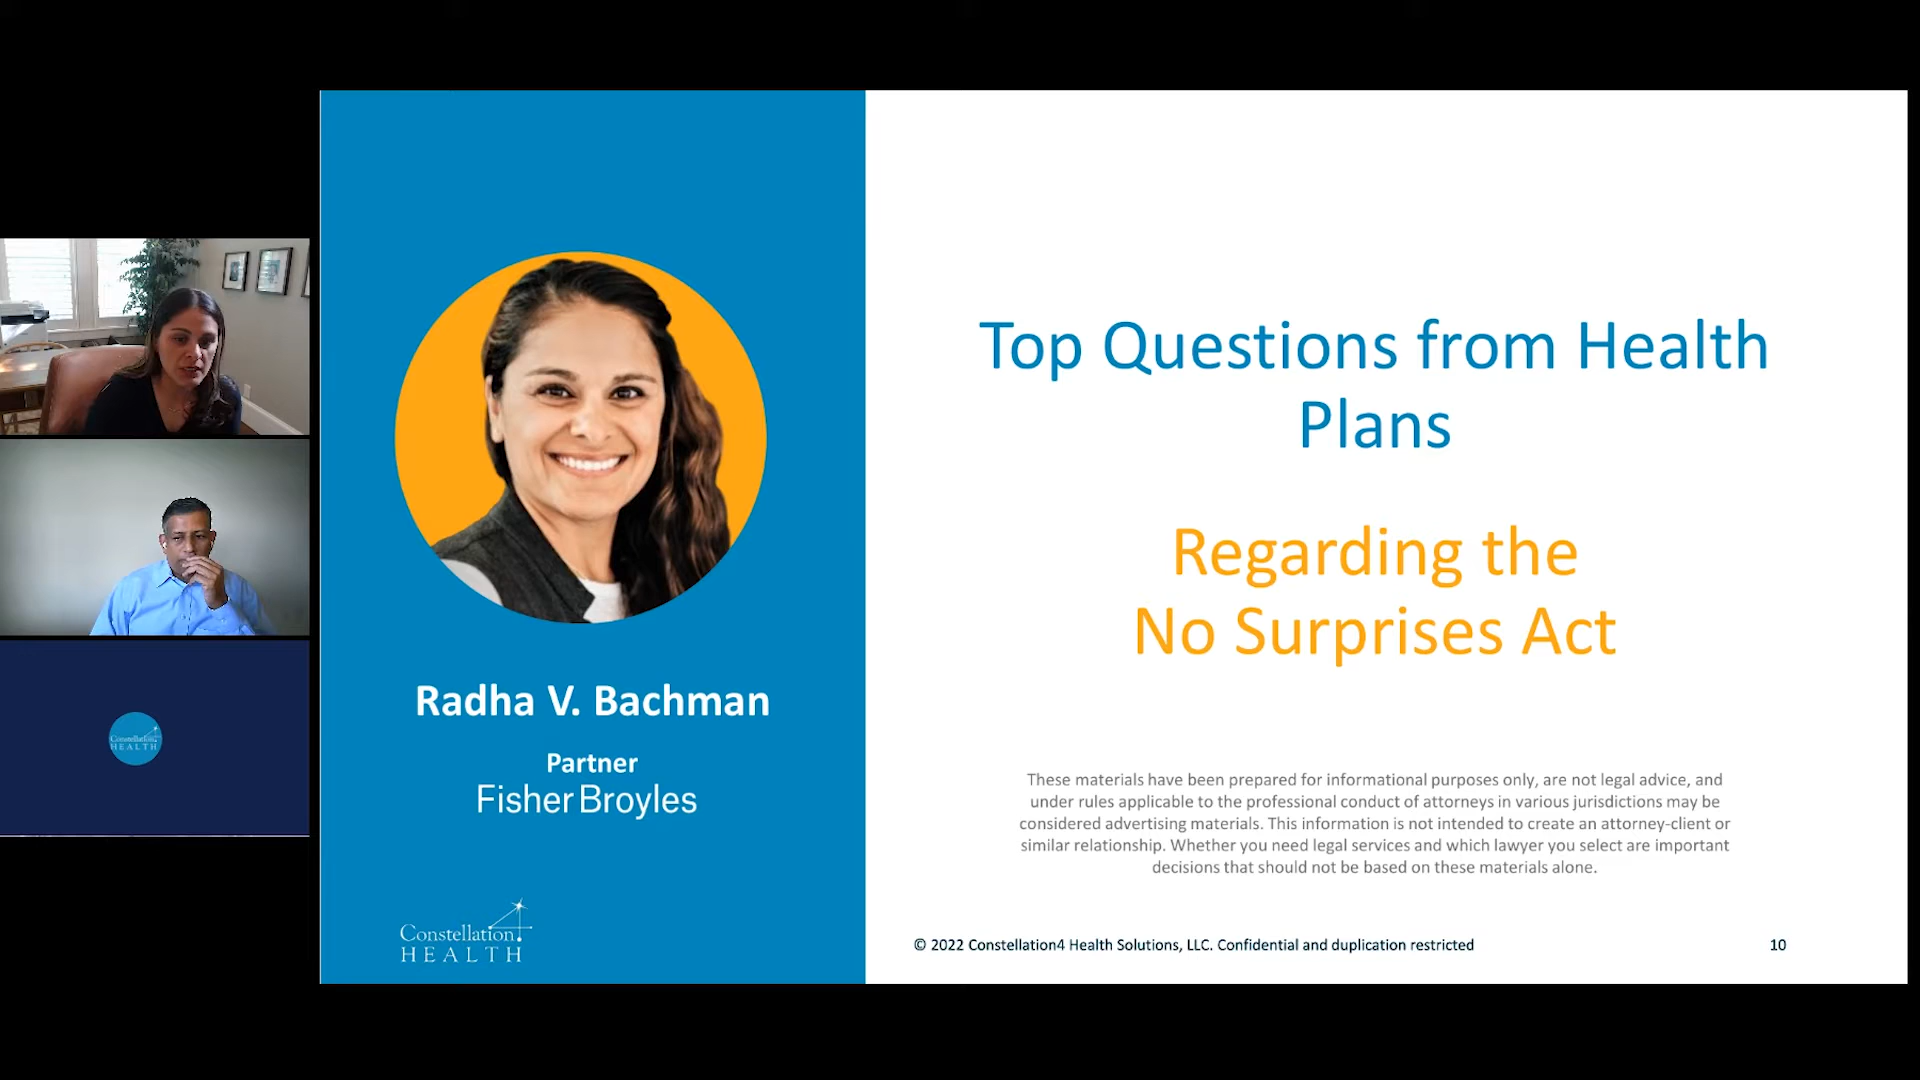 Constellation
HEALTH
Radha V. Bachman
Partner
FisherBroyles
Constellation4
HEALTH
Top Questions from Health
Plans
Regarding the
No Surprises Act
These materials have been prepared for informational purposes only, are not legal advice, and
under rules applicable to the professional conduct of attorneys in various jurisdictions may be
considered advertising materials. This information is not intended to create an attorney-client or
similar relationship. Whether you need legal services and which lawyer you select are important
decisions that should not be based on these materials alone.
© 2022 Constellation4 Health Solutions, LLC. Confidential and duplication restricted
10